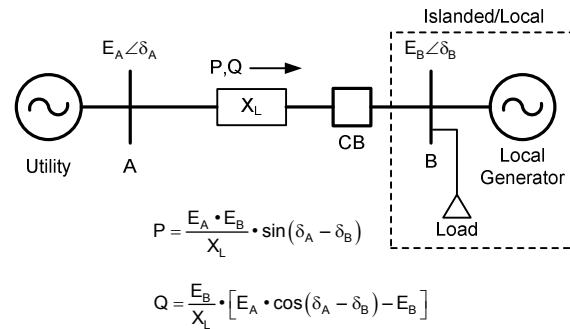 Islanded/Local
E_A∠δ_A
E_B∠δ_B
P,Q
X_L
CB
Utility
A
B
Local
Generator
Load
P = E_A • E_B / X_L • sin(δ_A − δ_B)
Q = E_B / X_L • [E_A • cos(δ_A − δ_B) − E_B]